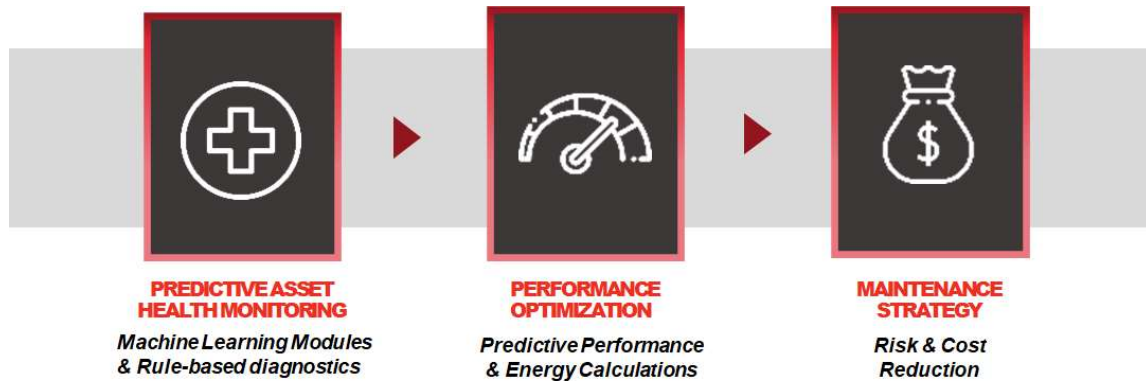 $
PREDICTIVE ASSET
HEALTH MONITORING
Machine Learning Modules
& Rule-based diagnostics
PERFORMANCE
OPTIMIZATION
Predictive Performance
& Energy Calculations
MAINTENANCE
STRATEGY
Risk & Cost
Reduction